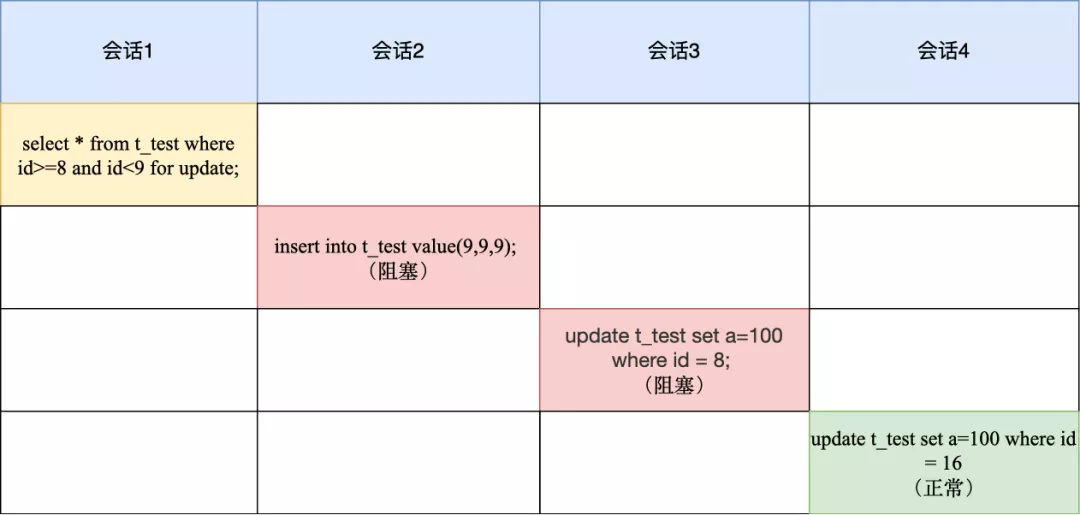 会话1
会话2
会话3
会话4
select * from t_test where
id>=8 and id<9 for update;
insert into t_test value(9,9,9);
（阻塞）
update t_test set a=100
where id = 8;
（阻塞）
update t_test set a=100 where id
= 16
（正常）